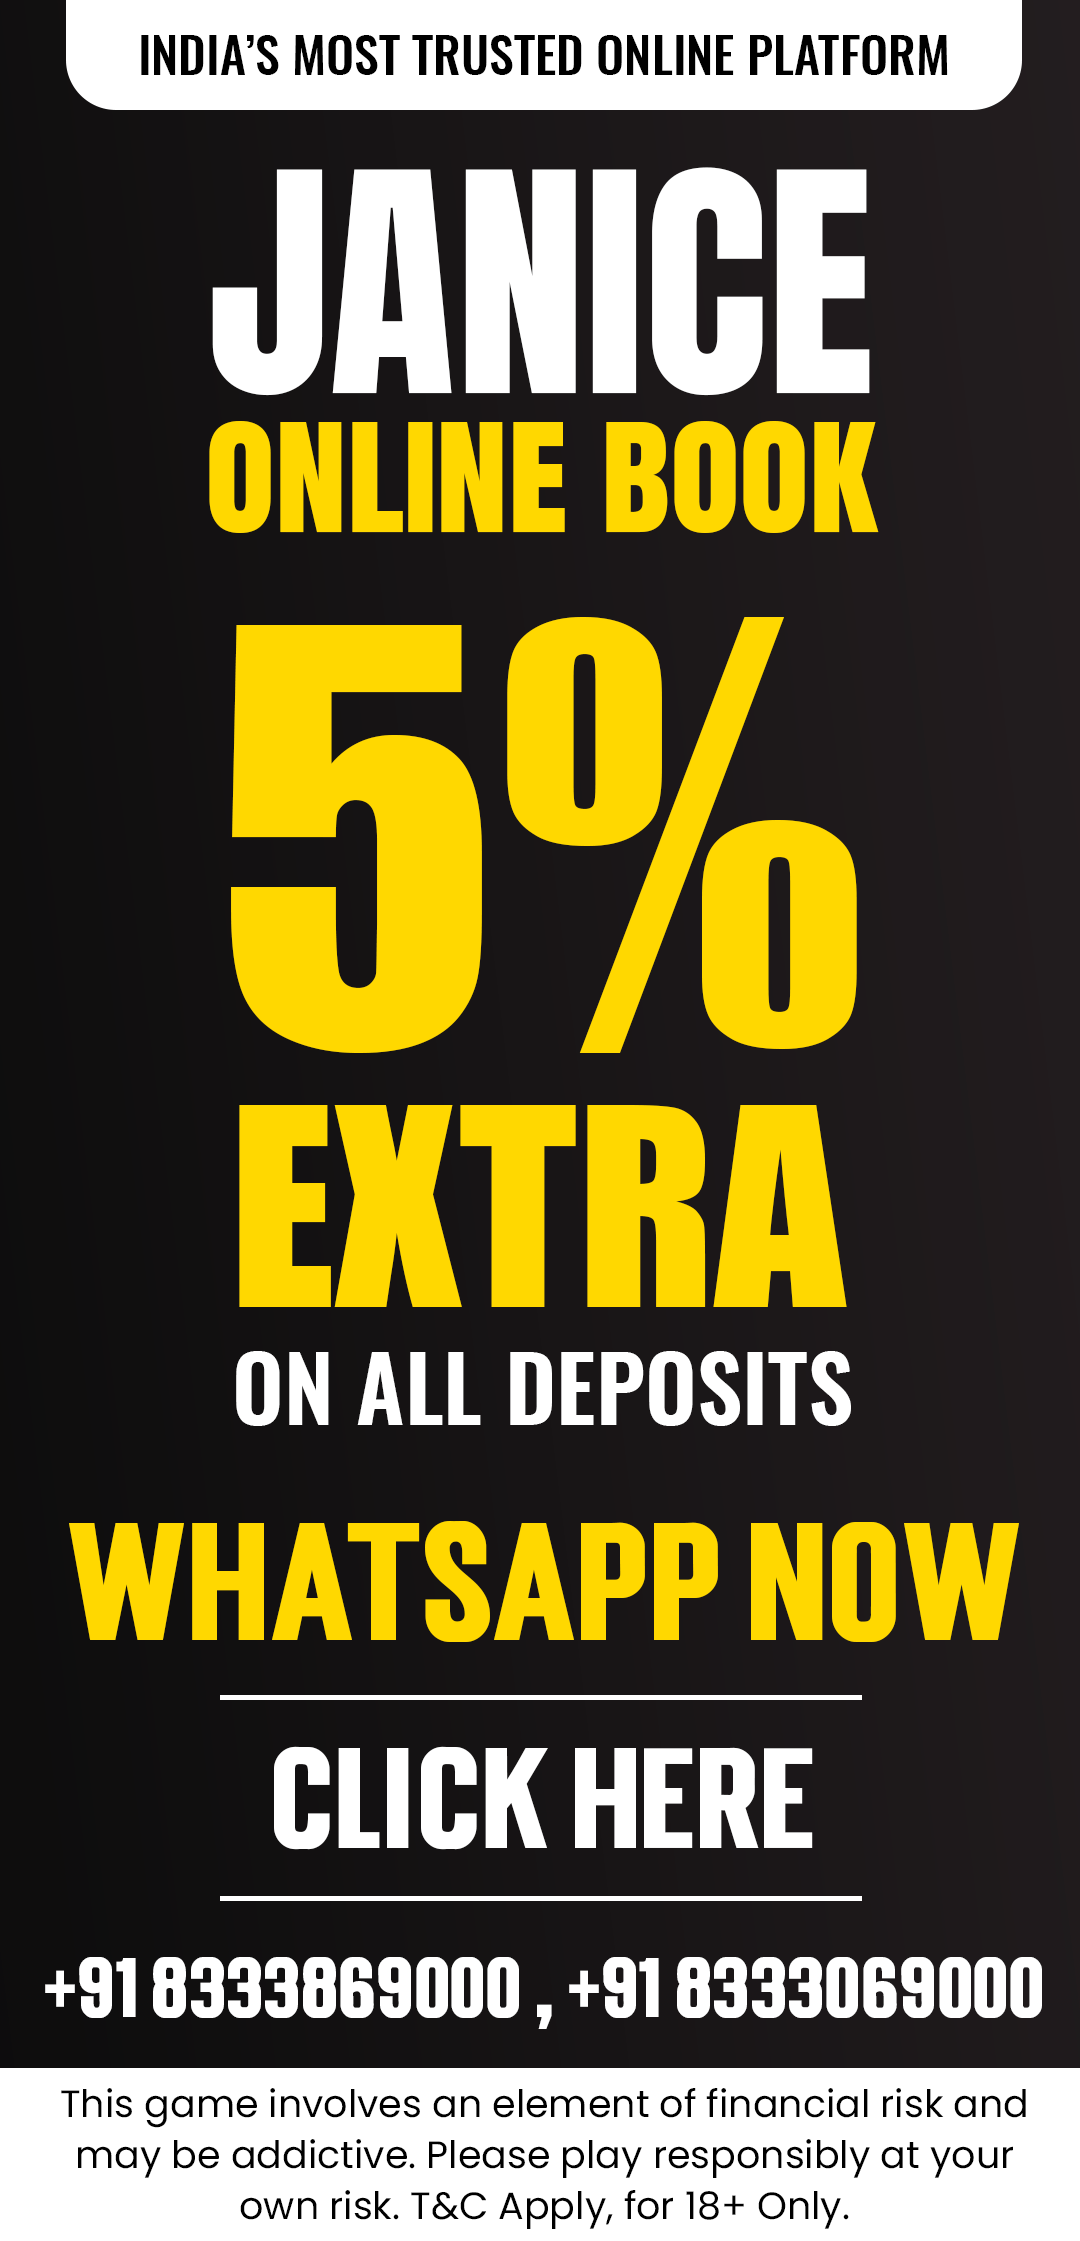 INDIA’S MOST TRUSTED ONLINE PLATFORM
JANICE
ONLINE BOOK
5%
EXTRA
ON ALL DEPOSITS
WHATSAPP NOW
CLICK HERE
+91 8333869000 , +91 8333069000
This game involves an element of financial risk and
may be addictive. Please play responsibly at your
own risk. T&C Apply, for 18+ Only.